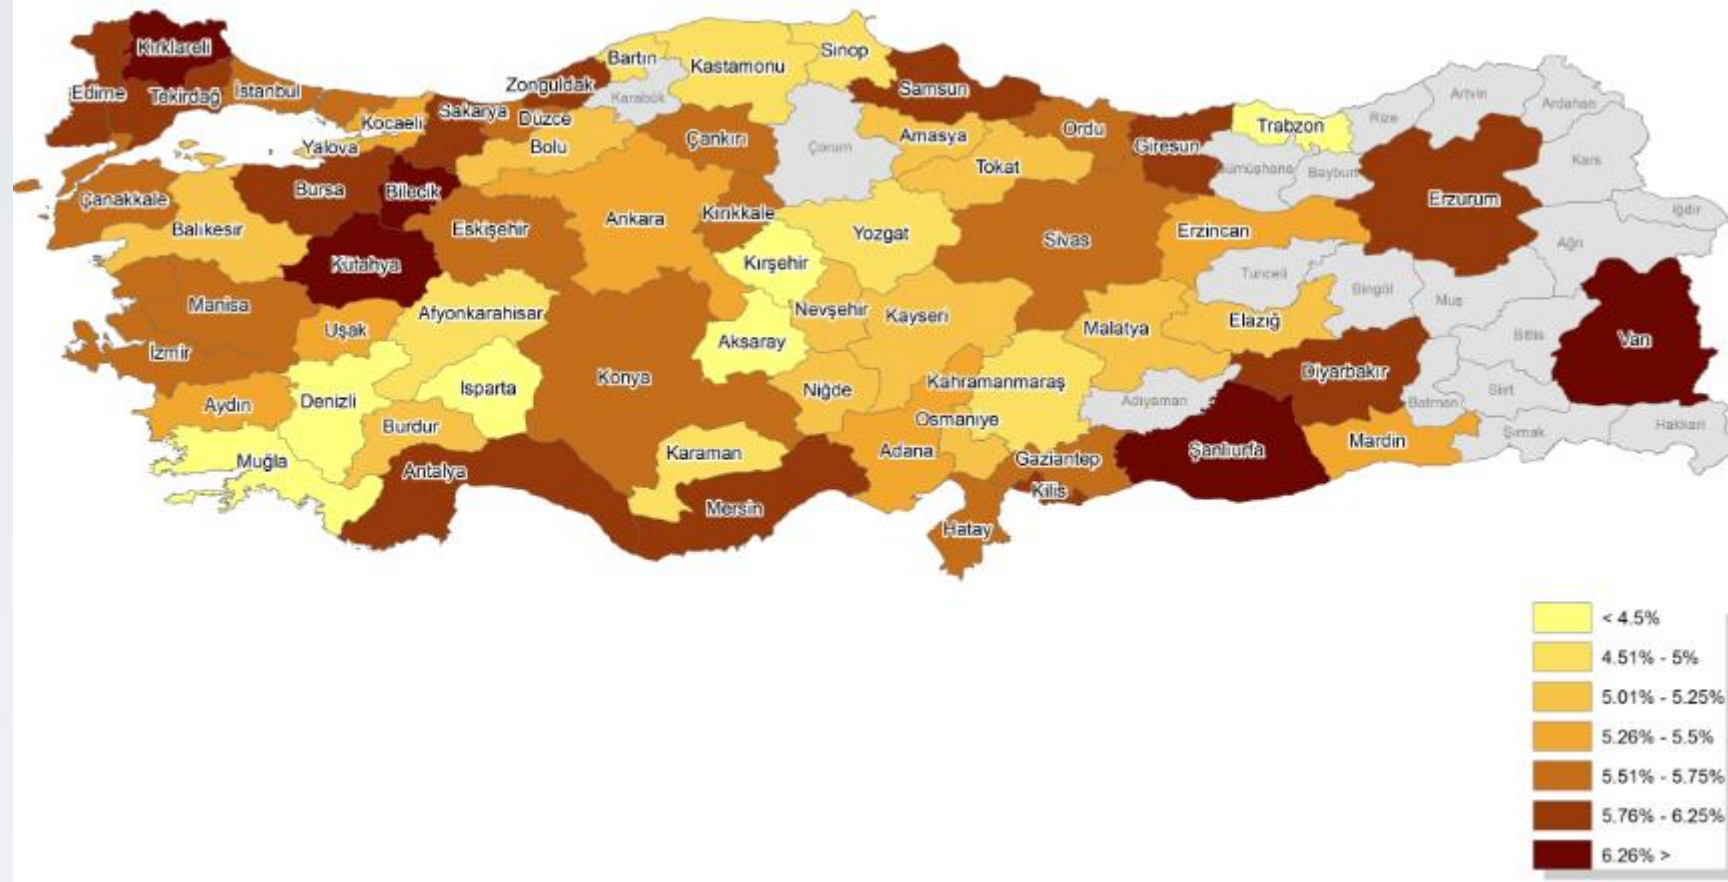 Kırklareli
Edirne
Tekirdağ
İstanbul
Kocaeli
Yalova
Sakarya
Düzce
Bolu
Zonguldak
Bartın
Karabük
Kastamonu
Sinop
Çankırı
Çorum
Samsun
Amasya
Tokat
Ordu
Giresun
Trabzon
Rize
Artvin
Ardahan
Kars
Iğdır
Ağrı
Bayburt
Erzurum
Erzincan
Çanakkale
Balıkesir
Bursa
Bilecik
Kütahya
Eskişehir
Ankara
Kırıkkale
Kırşehir
Yozgat
Sivas
Tunceli
Bingöl
Muş
Bitlis
Van
Manisa
İzmir
Uşak
Afyonkarahisar
Aydın
Denizli
Isparta
Burdur
Muğla
Antalya
Konya
Aksaray
Nevşehir
Kayseri
Niğde
Karaman
Mersin
Adana
Kahramanmaraş
Osmaniye
Malatya
Elazığ
Adıyaman
Gaziantep
Kilis
Hatay
Şanlıurfa
Diyarbakır
Mardin
Batman
Siirt
Şırnak
Hakkari
< 4.5%
4.51% - 5%
5.01% - 5.25%
5.26% - 5.5%
5.51% - 5.75%
5.76% - 6.25%
6.26% >